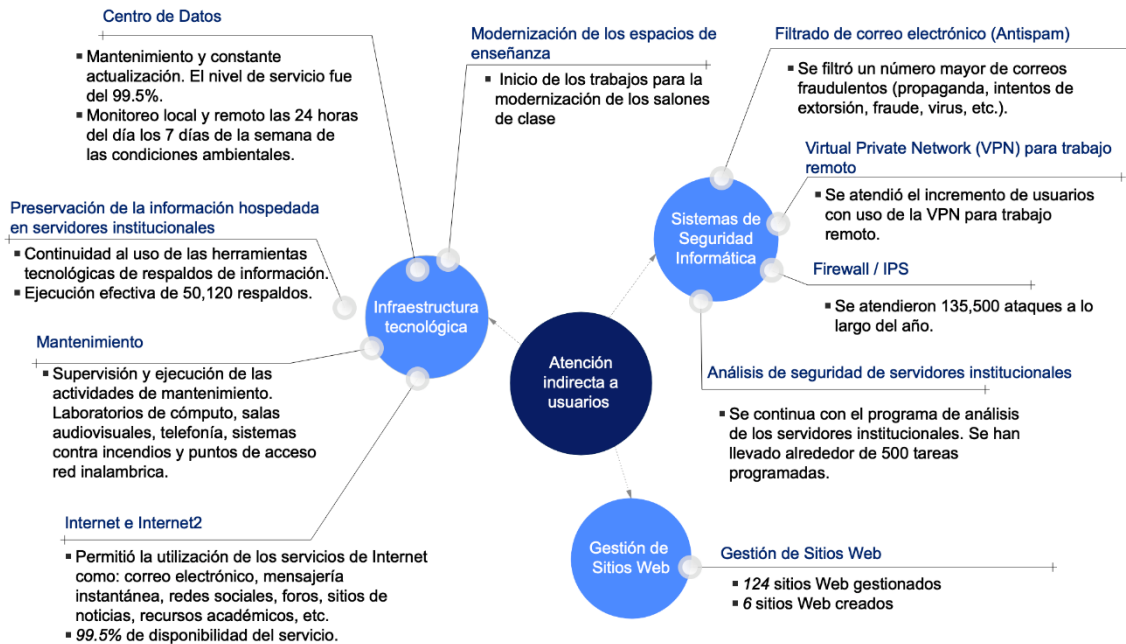 Centro de Datos
▪ Mantenimiento y constante
actualización. El nivel de servicio fue
del 99.5%.
▪ Monitoreo local y remoto las 24 horas
del día los 7 días de la semana de
las condiciones ambientales.
Modernización de los espacios de
enseñanza
▪ Inicio de los trabajos para la
modernización de los salones
de clase
Preservación de la información hospedada
en servidores institucionales
▪ Continuidad al uso de las herramientas
tecnológicas de respaldos de información.
▪ Ejecución efectiva de 50,120 respaldos.
Infraestructura
tecnológica
Mantenimiento
▪ Supervisión y ejecución de las
actividades de mantenimiento.
Laboratorios de cómputo, salas
audiovisuales, telefonía, sistemas
contra incendios y puntos de acceso
red inalambrica.
Internet e Internet2
▪ Permitió la utilización de los servicios de Internet
como: correo electrónico, mensajería
instantánea, redes sociales, foros, sitios de
noticias, recursos académicos, etc.
▪ 99.5% de disponibilidad del servicio.
Atención
indirecta a
usuarios
Filtrado de correo electrónico (Antispam)
▪ Se filtró un número mayor de correos
fraudulentos (propaganda, intentos de
extorsión, fraude, virus, etc.).
Virtual Private Network (VPN) para trabajo
remoto
▪ Se atendió el incremento de usuarios
con uso de la VPN para trabajo
remoto.
Sistemas de
Seguridad
Informática
Firewall / IPS
▪ Se atendieron 135,500 ataques a lo
largo del año.
Análisis de seguridad de servidores institucionales
▪ Se continua con el programa de análisis
de los servidores institucionales. Se han
llevado alrededor de 500 tareas
programadas.
Gestión de
Sitios Web
Gestión de Sitios Web
▪ 124 sitios Web gestionados
▪ 6 sitios Web creados